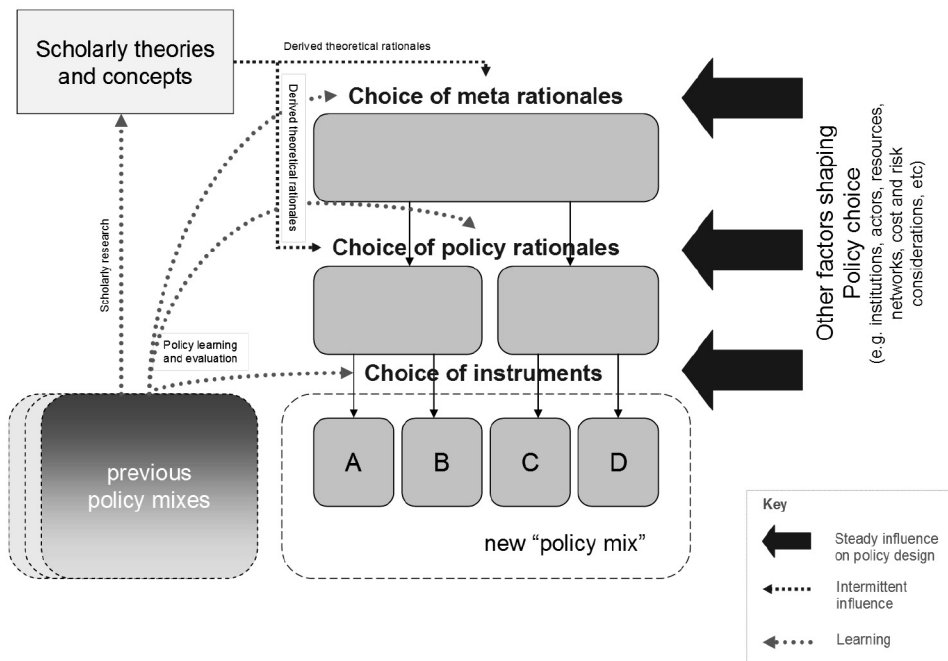 Scholarly theories
and concepts
Derived theoretical rationales
Derived theoretical rationales
Choice of meta rationales
Scholarly research
Choice of policy rationales
Policy learning
and evaluation
Choice of instruments
previous
policy mixes
A
B
C
D
new “policy mix”
Other factors shaping
Policy choice
(e.g. institutions, actors, resources,
networks, cost and risk
considerations, etc)
Key
Steady influence
on policy design
Intermittent
influence
Learning